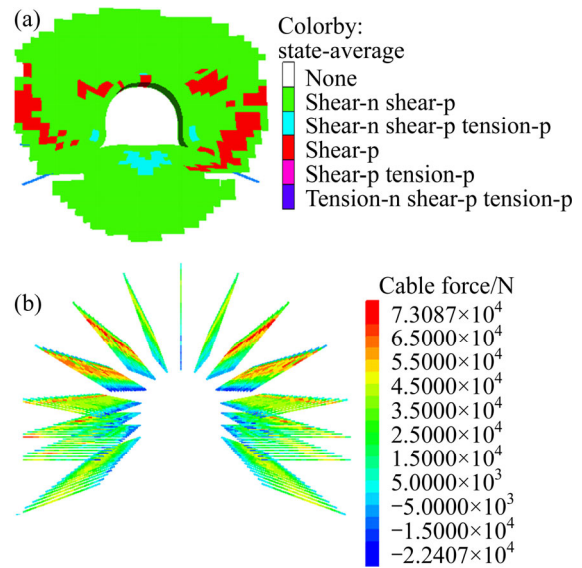 (a)
Colorby:
state-average
None
Shear-n shear-p
Shear-n shear-p tension-p
Shear-p
Shear-p tension-p
Tension-n shear-p tension-p
(b)
Cable force/N
7.3087×10⁴
6.5000×10⁴
5.5000×10⁴
4.5000×10⁴
3.5000×10⁴
2.5000×10⁴
1.5000×10⁴
5.0000×10³
−5.0000×10³
−1.5000×10⁴
−2.2407×10⁴